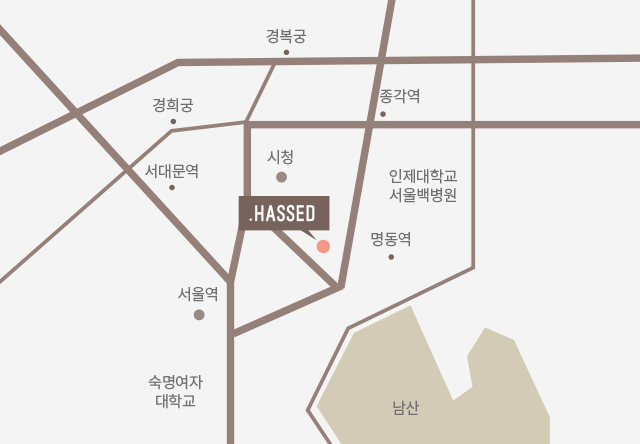 경복궁
종각역
경희궁
시청
서대문역
인제대학교
서울백병원
.HASSED
명동역
서울역
숙명여자
대학교
남산